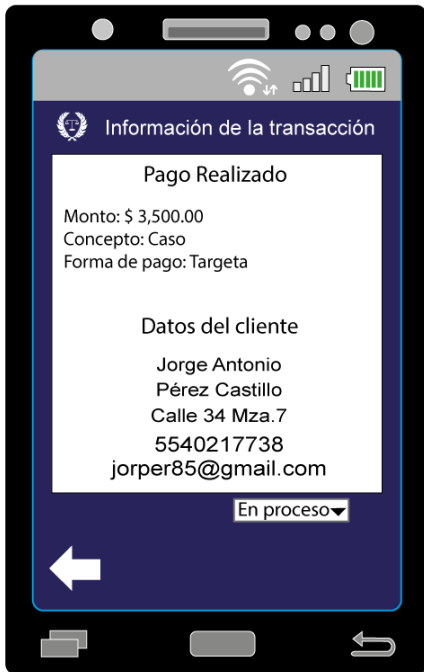 Información de la transacción
Pago Realizado
Monto: $ 3,500.00
Concepto: Caso
Forma de pago: Targeta
Datos del cliente
Jorge Antonio
Pérez Castillo
Calle 34 Mza.7
5540217738
jorper85@gmail.com
En proceso